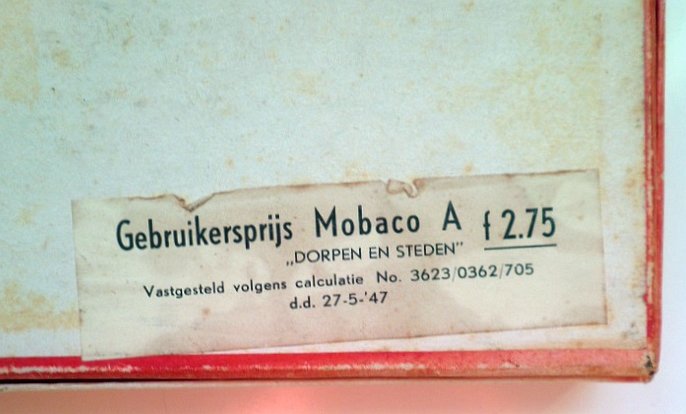 Gebruikersprijs Mobaco A f 2.75
„DORPEN EN STEDEN”
Vastgesteld volgens calculatie No. 3623/0362/705
d.d. 27-5-'47